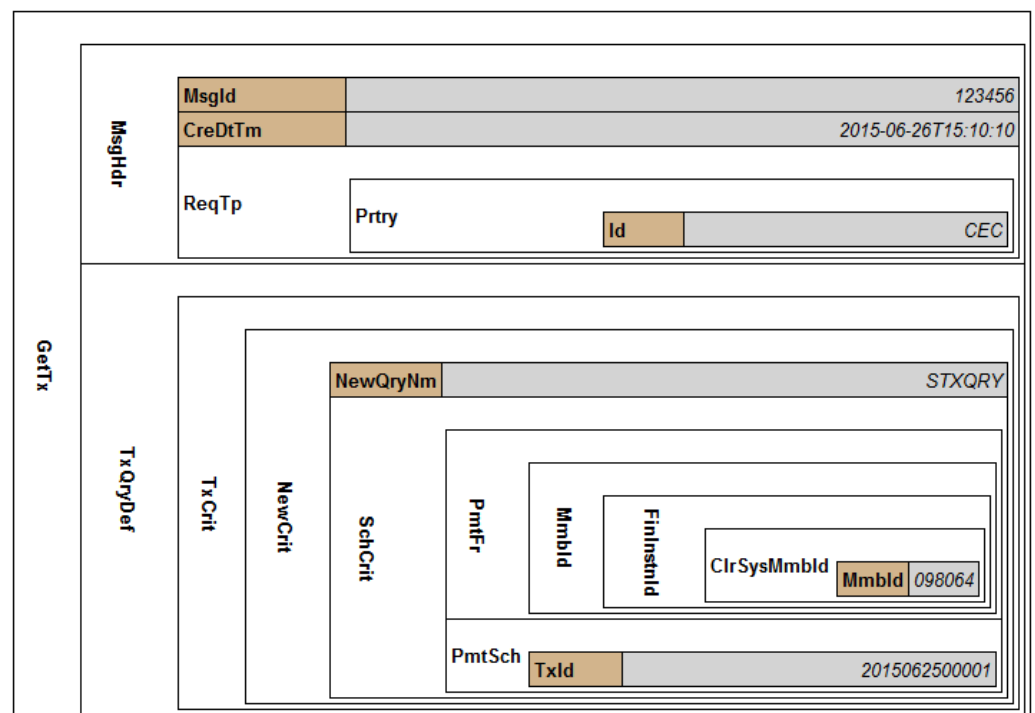 GetTx
MsgHdr
MsgId 123456
CreDtTm 2015-06-26T15:10:10
ReqTp
Prtry
Id CEC
TxQryDef
TxCrit
NewCrit
NewQryNm STXQRY
SchCrit
PmtFr
MmbId
FinInstnId
ClrSysMmbId
MmbId 098064
PmtSch
TxId 2015062500001